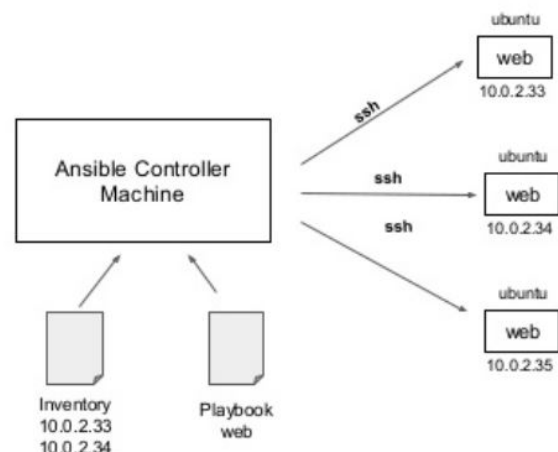 ubuntu
web
10.0.2.33
ssh
Ansible Controller
Machine
ssh
ubuntu
web
10.0.2.34
ssh
ubuntu
web
10.0.2.35
Inventory
10.0.2.33
10.0.2.34
Playbook
web